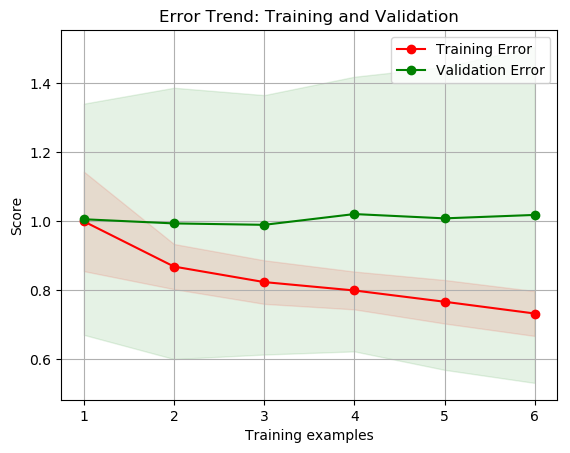 Error Trend: Training and Validation
Training Error
Validation Error
1.4
1.2
1.0
0.8
0.6
Score
1 2 3 4 5 6
Training examples